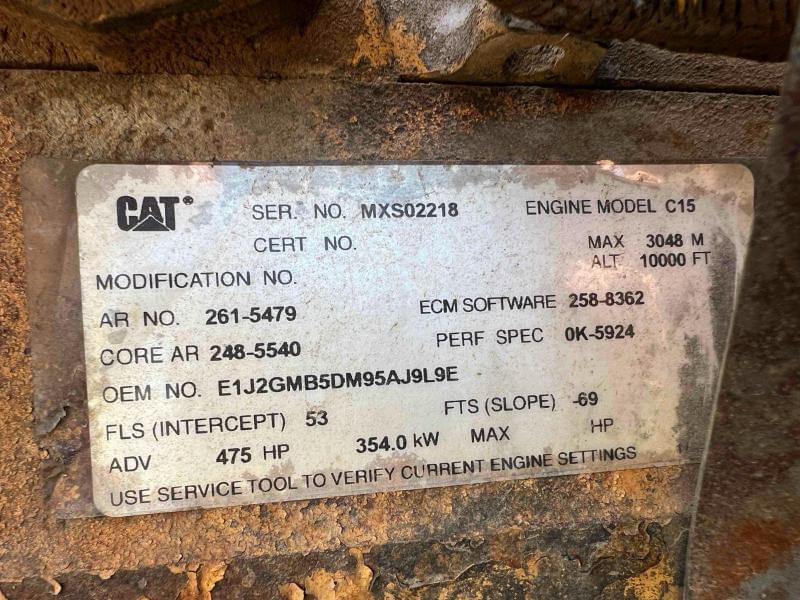 CAT® SER. NO. MXS02218 ENGINE MODEL C15
CERT NO. MAX 3048 M
ALT 10000 FT
MODIFICATION NO.
AR NO. 261-5479 ECM SOFTWARE 258-8362
CORE AR 248-5540 PERF SPEC 0K-5924
OEM NO. E1J2GMB5DM95AJ9L9E
FLS (INTERCEPT) 53 FTS (SLOPE) -69
ADV 475 HP 354.0 kW MAX HP
USE SERVICE TOOL TO VERIFY CURRENT ENGINE SETTINGS